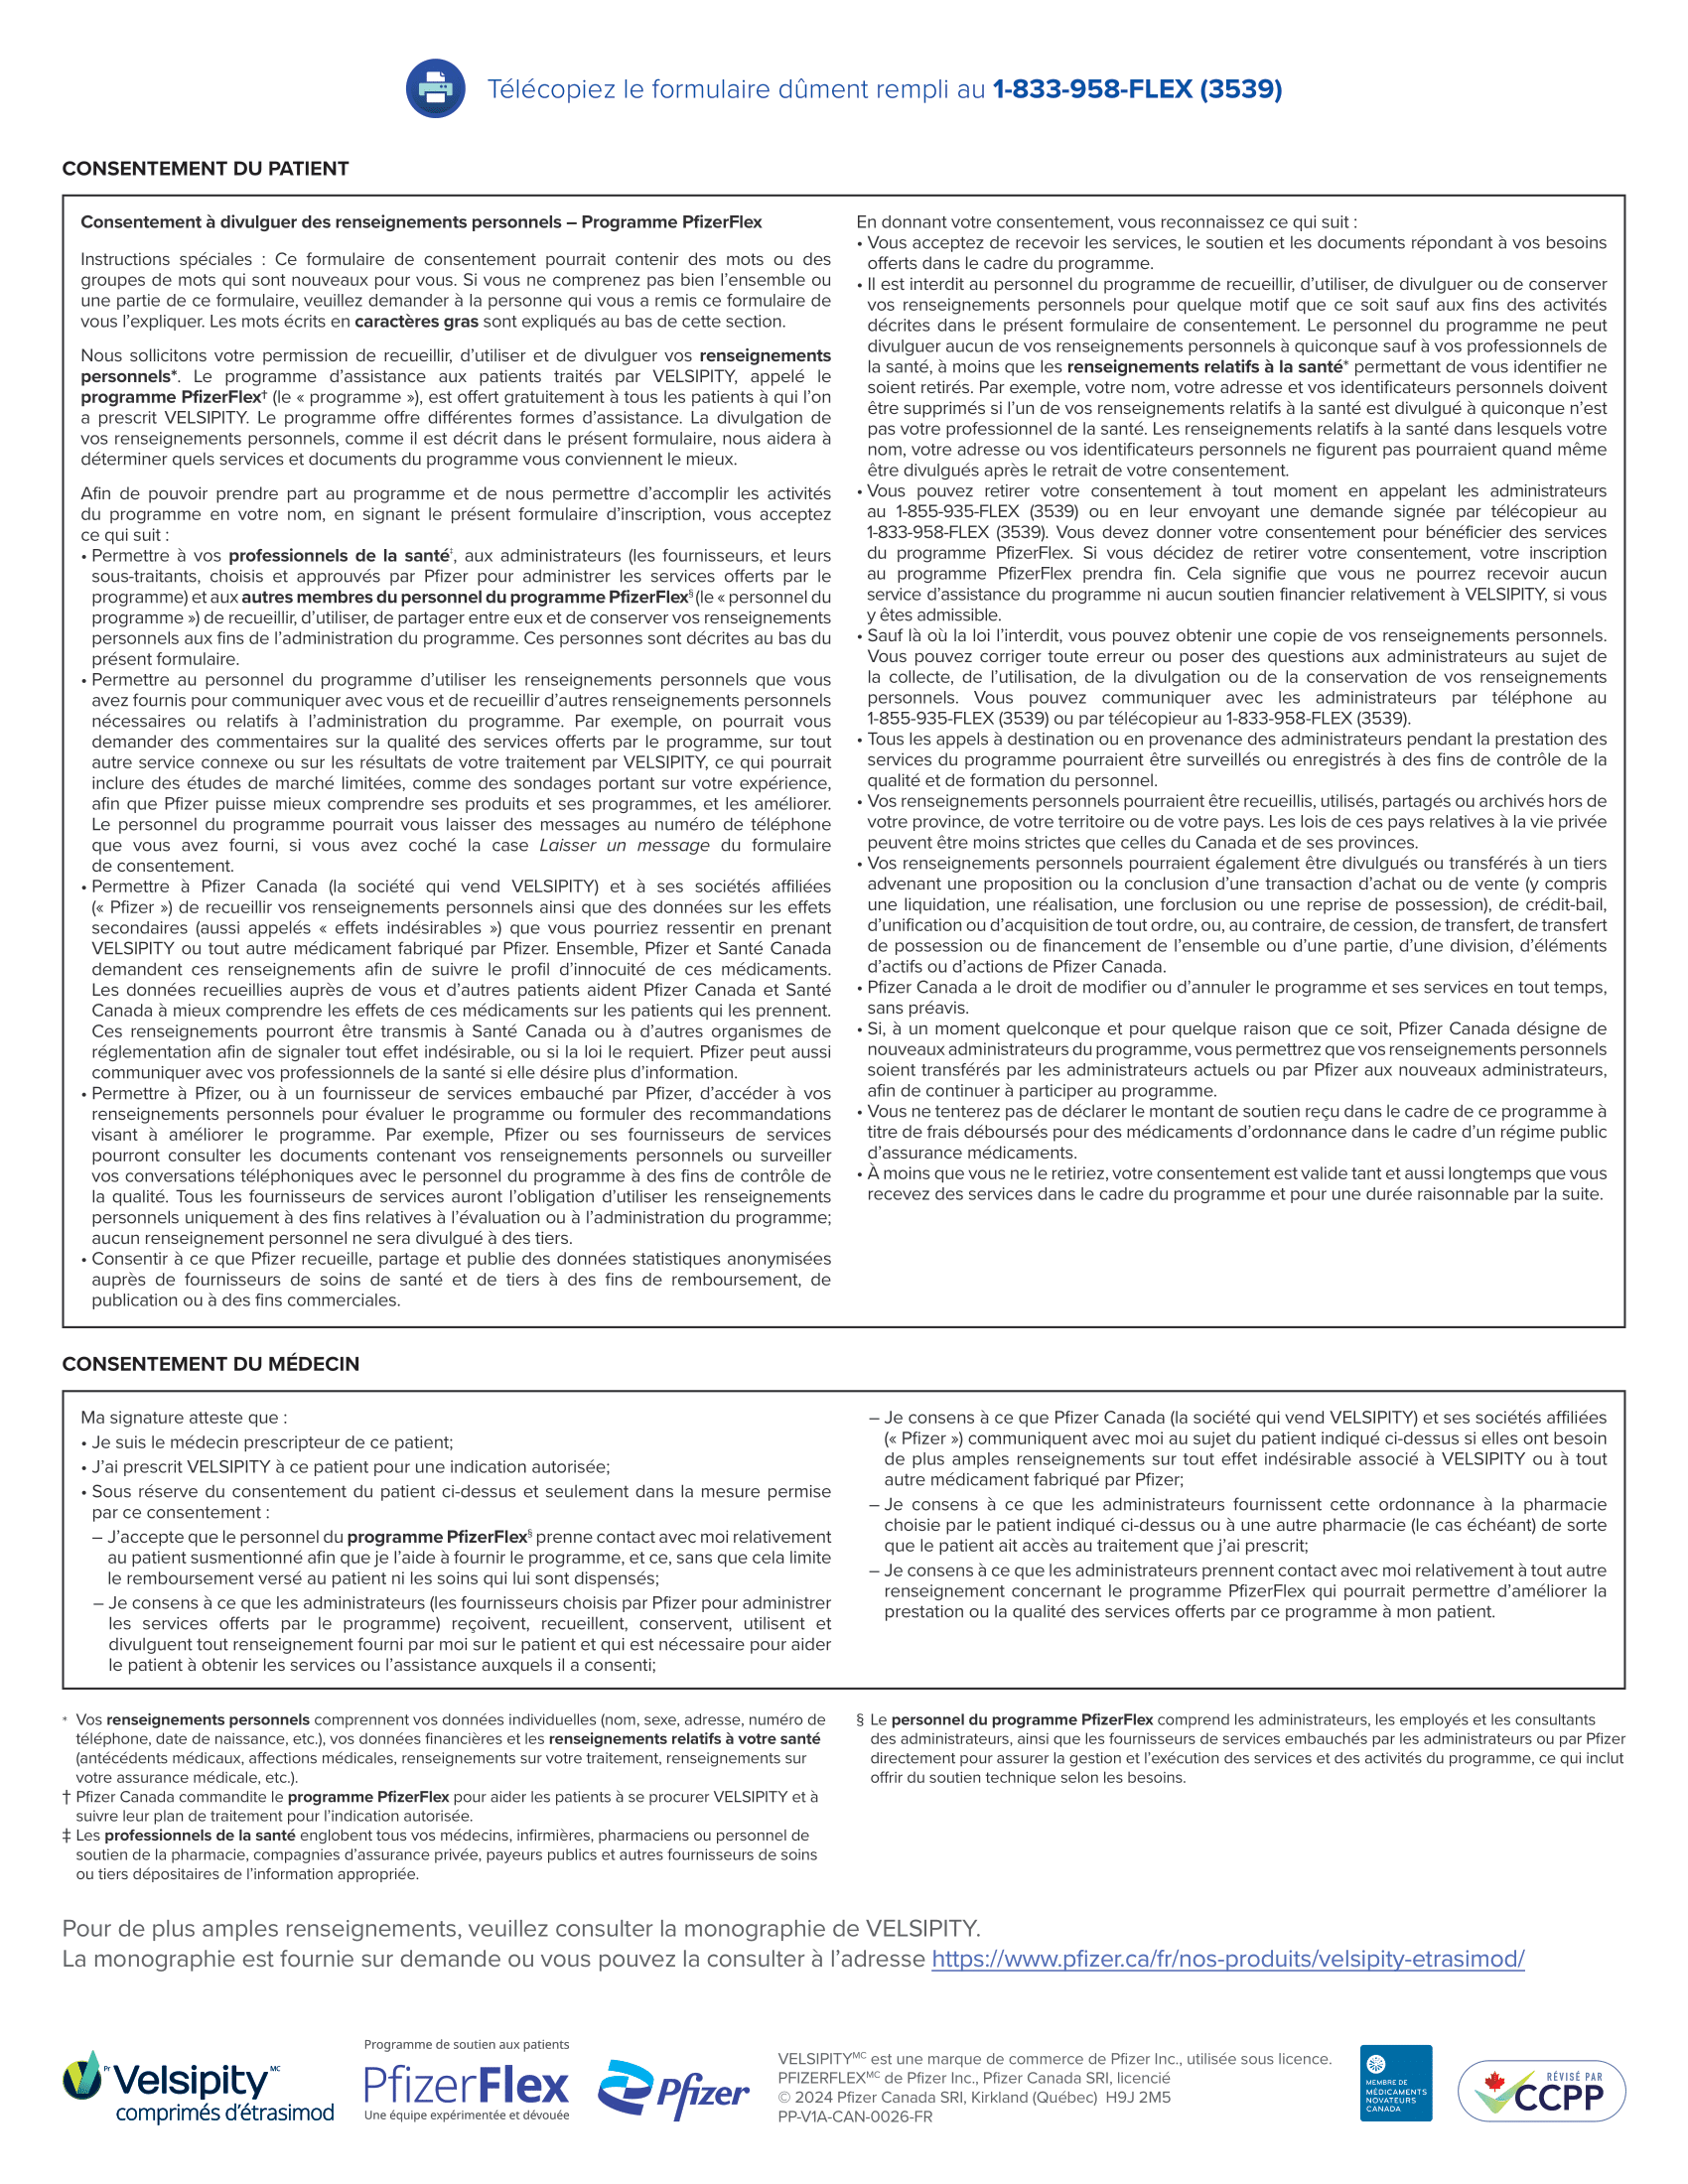 Télécopiez le formulaire dûment rempli au 1-833-958-FLEX (3539)
CONSENTEMENT DU PATIENT
Consentement à divulguer des renseignements personnels – Programme PfizerFlex
Instructions spéciales : Ce formulaire de consentement pourrait contenir des mots ou des
groupes de mots qui sont nouveaux pour vous. Si vous ne comprenez pas bien l’ensemble ou
une partie de ce formulaire, veuillez demander à la personne qui vous a remis ce formulaire de
vous l’expliquer. Les mots écrits en caractères gras sont expliqués au bas de cette section.
Nous sollicitons votre permission de recueillir, d’utiliser et de divulguer vos renseignements
personnels*. Le programme d’assistance aux patients traités par VELSIPITY, appelé le
programme PfizerFlex† (le « programme »), est offert gratuitement à tous les patients à qui l’on
a prescrit VELSIPITY. Le programme offre différentes formes d’assistance. La divulgation de
vos renseignements personnels, comme il est décrit dans le présent formulaire, nous aidera à
déterminer quels services et documents du programme vous conviennent le mieux.
Afin de pouvoir prendre part au programme et de nous permettre d’accomplir les activités
du programme en votre nom, en signant le présent formulaire d’inscription, vous acceptez
ce qui suit :
• Permettre à vos professionnels de la santé‡, aux administrateurs (les fournisseurs, et leurs
sous-traitants, choisis et approuvés par Pfizer pour administrer les services offerts par le
programme) et aux autres membres du personnel du programme PfizerFlex§ (le « personnel du
programme ») de recueillir, d’utiliser, de partager entre eux et de conserver vos renseignements
personnels aux fins de l’administration du programme. Ces personnes sont décrites au bas du
présent formulaire.
• Permettre au personnel du programme d’utiliser les renseignements personnels que vous
avez fournis pour communiquer avec vous et de recueillir d’autres renseignements personnels
nécessaires ou relatifs à l’administration du programme. Par exemple, on pourrait vous
demander des commentaires sur la qualité des services offerts par le programme, sur tout
autre service connexe ou sur les résultats de votre traitement par VELSIPITY, ce qui pourrait
inclure des études de marché limitées, comme des sondages portant sur votre expérience,
afin que Pfizer puisse mieux comprendre ses produits et ses programmes, et les améliorer.
Le personnel du programme pourrait vous laisser des messages au numéro de téléphone
que vous avez fourni, si vous avez coché la case Laisser un message du formulaire
de consentement.
• Permettre à Pfizer Canada (la société qui vend VELSIPITY) et à ses sociétés affiliées
(« Pfizer ») de recueillir vos renseignements personnels ainsi que des données sur les effets
secondaires (aussi appelés « effets indésirables ») que vous pourriez ressentir en prenant
VELSIPITY ou tout autre médicament fabriqué par Pfizer. Ensemble, Pfizer et Santé Canada
demandent ces renseignements afin de suivre le profil d’innocuité de ces médicaments.
Les données recueillies auprès de vous et d’autres patients aident Pfizer Canada et Santé
Canada à mieux comprendre les effets de ces médicaments sur les patients qui les prennent.
Ces renseignements pourront être transmis à Santé Canada ou à d’autres organismes de
réglementation afin de signaler tout effet indésirable, ou si la loi le requiert. Pfizer peut aussi
communiquer avec vos professionnels de la santé si elle désire plus d’information.
• Permettre à Pfizer, ou à un fournisseur de services embauché par Pfizer, d’accéder à vos
renseignements personnels pour évaluer le programme ou formuler des recommandations
visant à améliorer le programme. Par exemple, Pfizer ou ses fournisseurs de services
pourront consulter les documents contenant vos renseignements personnels ou surveiller
vos conversations téléphoniques avec le personnel du programme à des fins de contrôle de
la qualité. Tous les fournisseurs de services auront l’obligation d’utiliser les renseignements
personnels uniquement à des fins relatives à l’évaluation ou à l’administration du programme;
aucun renseignement personnel ne sera divulgué à des tiers.
• Consentir à ce que Pfizer recueille, partage et publie des données statistiques anonymisées
auprès de fournisseurs de soins de santé et de tiers à des fins de remboursement, de
publication ou à des fins commerciales.
En donnant votre consentement, vous reconnaissez ce qui suit :
• Vous acceptez de recevoir les services, le soutien et les documents répondant à vos besoins
offerts dans le cadre du programme.
• Il est interdit au personnel du programme de recueillir, d’utiliser, de divulguer ou de conserver
vos renseignements personnels pour quelque motif que ce soit sauf aux fins des activités
décrites dans le présent formulaire de consentement. Le personnel du programme ne peut
divulguer aucun de vos renseignements personnels à quiconque sauf à vos professionnels de
la santé, à moins que les renseignements relatifs à la santé* permettant de vous identifier ne
soient retirés. Par exemple, votre nom, votre adresse et vos identificateurs personnels doivent
être supprimés si l’un de vos renseignements relatifs à la santé est divulgué à quiconque n’est
pas votre professionnel de la santé. Les renseignements relatifs à la santé dans lesquels votre
nom, votre adresse ou vos identificateurs personnels ne figurent pas pourraient quand même
être divulgués après le retrait de votre consentement.
• Vous pouvez retirer votre consentement à tout moment en appelant les administrateurs
au 1-855-935-FLEX (3539) ou en leur envoyant une demande signée par télécopieur au
1-833-958-FLEX (3539). Vous devez donner votre consentement pour bénéficier des services
du programme PfizerFlex. Si vous décidez de retirer votre consentement, votre inscription
au programme PfizerFlex prendra fin. Cela signifie que vous ne pourrez recevoir aucun
service d’assistance du programme ni aucun soutien financier relativement à VELSIPITY, si vous
y êtes admissible.
• Sauf là où la loi l’interdit, vous pouvez obtenir une copie de vos renseignements personnels.
Vous pouvez corriger toute erreur ou poser des questions aux administrateurs au sujet de
la collecte, de l’utilisation, de la divulgation ou de la conservation de vos renseignements
personnels. Vous pouvez communiquer avec les administrateurs par téléphone au
1-855-935-FLEX (3539) ou par télécopieur au 1-833-958-FLEX (3539).
• Tous les appels à destination ou en provenance des administrateurs pendant la prestation des
services du programme pourraient être surveillés ou enregistrés à des fins de contrôle de la
qualité et de formation du personnel.
• Vos renseignements personnels pourraient être recueillis, utilisés, partagés ou archivés hors de
votre province, de votre territoire ou de votre pays. Les lois de ces pays relatives à la vie privée
peuvent être moins strictes que celles du Canada et de ses provinces.
• Vos renseignements personnels pourraient également être divulgués ou transférés à un tiers
advenant une proposition ou la conclusion d’une transaction d’achat ou de vente (y compris
une liquidation, une réalisation, une forclusion ou une reprise de possession), de crédit-bail,
d’unification ou d’acquisition de tout ordre, ou, au contraire, de cession, de transfert, de transfert
de possession ou de financement de l’ensemble ou d’une partie, d’une division, d’éléments
d’actifs ou d’actions de Pfizer Canada.
• Pfizer Canada a le droit de modifier ou d’annuler le programme et ses services en tout temps,
sans préavis.
• Si, à un moment quelconque et pour quelque raison que ce soit, Pfizer Canada désigne de
nouveaux administrateurs du programme, vous permettrez que vos renseignements personnels
soient transférés par les administrateurs actuels ou par Pfizer aux nouveaux administrateurs,
afin de continuer à participer au programme.
• Vous ne tenterez pas de déclarer le montant de soutien reçu dans le cadre de ce programme à
titre de frais déboursés pour des médicaments d’ordonnance dans le cadre d’un régime public
d’assurance médicaments.
• À moins que vous ne le retiriez, votre consentement est valide tant et aussi longtemps que vous
recevez des services dans le cadre du programme et pour une durée raisonnable par la suite.
CONSENTEMENT DU MÉDECIN
Ma signature atteste que :
• Je suis le médecin prescripteur de ce patient;
• J’ai prescrit VELSIPITY à ce patient pour une indication autorisée;
• Sous réserve du consentement du patient ci-dessus et seulement dans la mesure permise
par ce consentement :
– J’accepte que le personnel du programme PfizerFlex§ prenne contact avec moi relativement
au patient susmentionné afin que je l’aide à fournir le programme, et ce, sans que cela limite
le remboursement versé au patient ni les soins qui lui sont dispensés;
– Je consens à ce que les administrateurs (les fournisseurs choisis par Pfizer pour administrer
les services offerts par le programme) reçoivent, recueillent, conservent, utilisent et
divulguent tout renseignement fourni par moi sur le patient et qui est nécessaire pour aider
le patient à obtenir les services ou l’assistance auxquels il a consenti;
– Je consens à ce que Pfizer Canada (la société qui vend VELSIPITY) et ses sociétés affiliées
(« Pfizer ») communiquent avec moi au sujet du patient indiqué ci-dessus si elles ont besoin
de plus amples renseignements sur tout effet indésirable associé à VELSIPITY ou à tout
autre médicament fabriqué par Pfizer;
– Je consens à ce que les administrateurs fournissent cette ordonnance à la pharmacie
choisie par le patient indiqué ci-dessus ou à une autre pharmacie (le cas échéant) de sorte
que le patient ait accès au traitement que j’ai prescrit;
– Je consens à ce que les administrateurs prennent contact avec moi relativement à tout autre
renseignement concernant le programme PfizerFlex qui pourrait permettre d’améliorer la
prestation ou la qualité des services offerts par ce programme à mon patient.
* Vos renseignements personnels comprennent vos données individuelles (nom, sexe, adresse, numéro de
téléphone, date de naissance, etc.), vos données financières et les renseignements relatifs à votre santé
(antécédents médicaux, affections médicales, renseignements sur votre traitement, renseignements sur
votre assurance médicale, etc.).
† Pfizer Canada commandite le programme PfizerFlex pour aider les patients à se procurer VELSIPITY et à
suivre leur plan de traitement pour l’indication autorisée.
‡ Les professionnels de la santé englobent tous vos médecins, infirmières, pharmaciens ou personnel de
soutien de la pharmacie, compagnies d’assurance privée, payeurs publics et autres fournisseurs de soins
ou tiers dépositaires de l’information appropriée.
§ Le personnel du programme PfizerFlex comprend les administrateurs, les employés et les consultants
des administrateurs, ainsi que les fournisseurs de services embauchés par les administrateurs ou par Pfizer
directement pour assurer la gestion et l’exécution des services et des activités du programme, ce qui inclut
offrir du soutien technique selon les besoins.
Pour de plus amples renseignements, veuillez consulter la monographie de VELSIPITY.
La monographie est fournie sur demande ou vous pouvez la consulter à l’adresse https://www.pfizer.ca/fr/nos-produits/velsipity-etrasimod/
Pr Velsipity MC
comprimés d’étrasimod
Programme de soutien aux patients
PfizerFlex
Une équipe expérimentée et dévouée
Pfizer
VELSIPITYMC est une marque de commerce de Pfizer Inc., utilisée sous licence.
PFIZERFLEXMC de Pfizer Inc., Pfizer Canada SRI, licencié
© 2024 Pfizer Canada SRI, Kirkland (Québec) H9J 2M5
PP-V1A-CAN-0026-FR
MEMBRE DE
MÉDICAMENTS
NOVATEURS
CANADA
RÉVISÉ PAR
CCPP